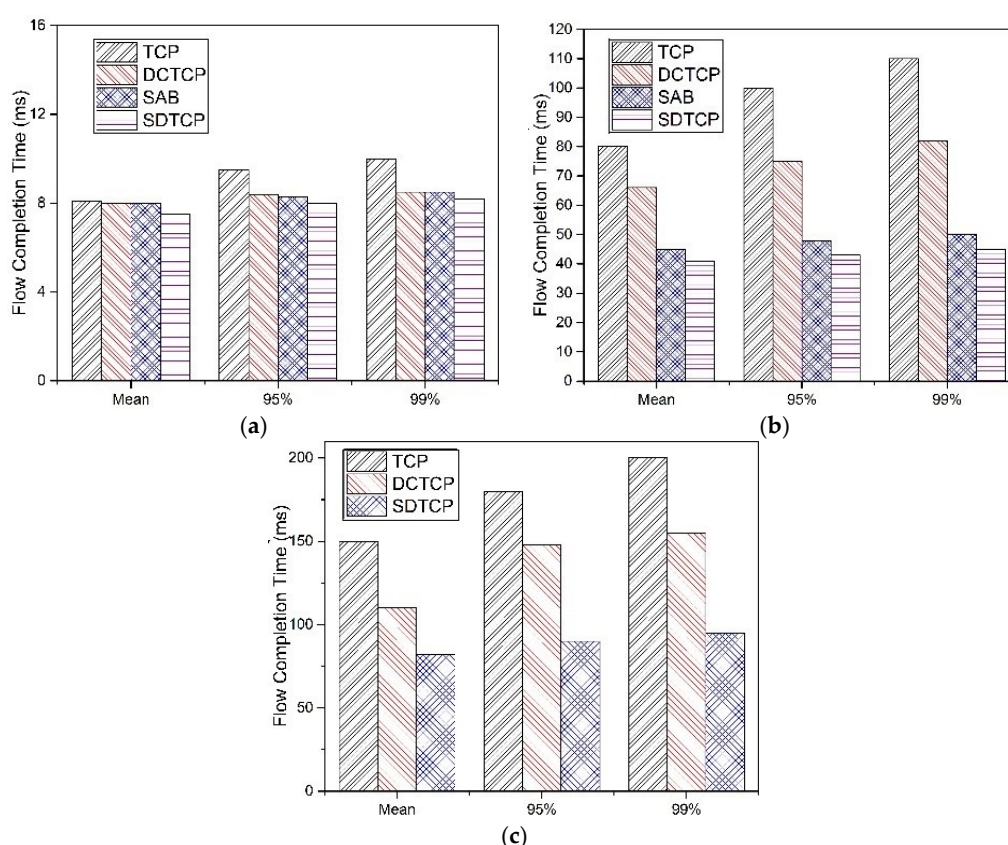 16
12
8
4
0
Flow Completion Time (ms)
TCP
DCTCP
SAB
SDTCP
Mean 95% 99%
(a)
120
110
100
90
80
70
60
50
40
30
20
10
0
Flow Completion Time (ms)
TCP
DCTCP
SAB
SDTCP
Mean 95% 99%
(b)
200
150
100
50
0
Flow Completion Time (ms)
TCP
DCTCP
SDTCP
Mean 95% 99%
(c)